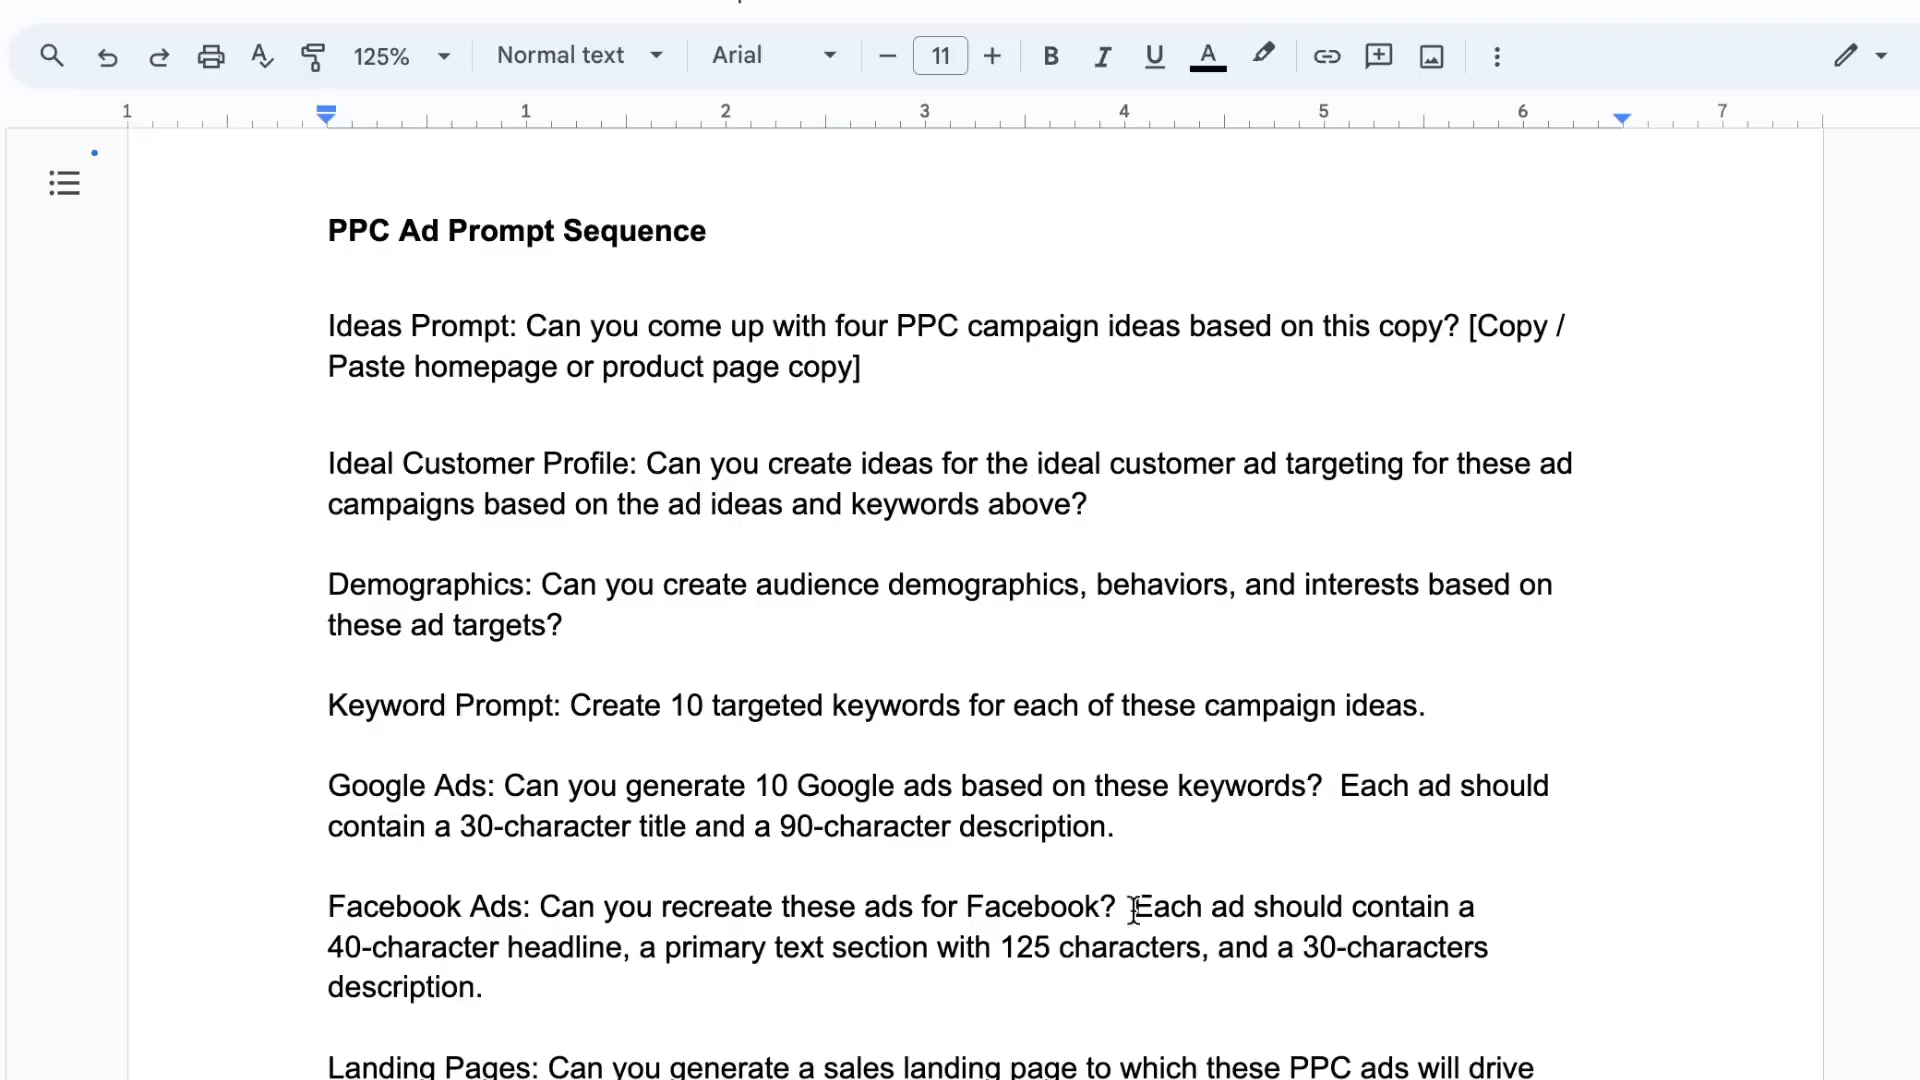 125%
Normal text
Arial
11
B I U A
1 1 2 3 4 5 6 7
PPC Ad Prompt Sequence
Ideas Prompt: Can you come up with four PPC campaign ideas based on this copy? [Copy /
Paste homepage or product page copy]
Ideal Customer Profile: Can you create ideas for the ideal customer ad targeting for these ad
campaigns based on the ad ideas and keywords above?
Demographics: Can you create audience demographics, behaviors, and interests based on
these ad targets?
Keyword Prompt: Create 10 targeted keywords for each of these campaign ideas.
Google Ads: Can you generate 10 Google ads based on these keywords?  Each ad should
contain a 30-character title and a 90-character description.
Facebook Ads: Can you recreate these ads for Facebook?  Each ad should contain a
40-character headline, a primary text section with 125 characters, and a 30-characters
description.
Landing Pages: Can you generate a sales landing page to which these PPC ads will drive